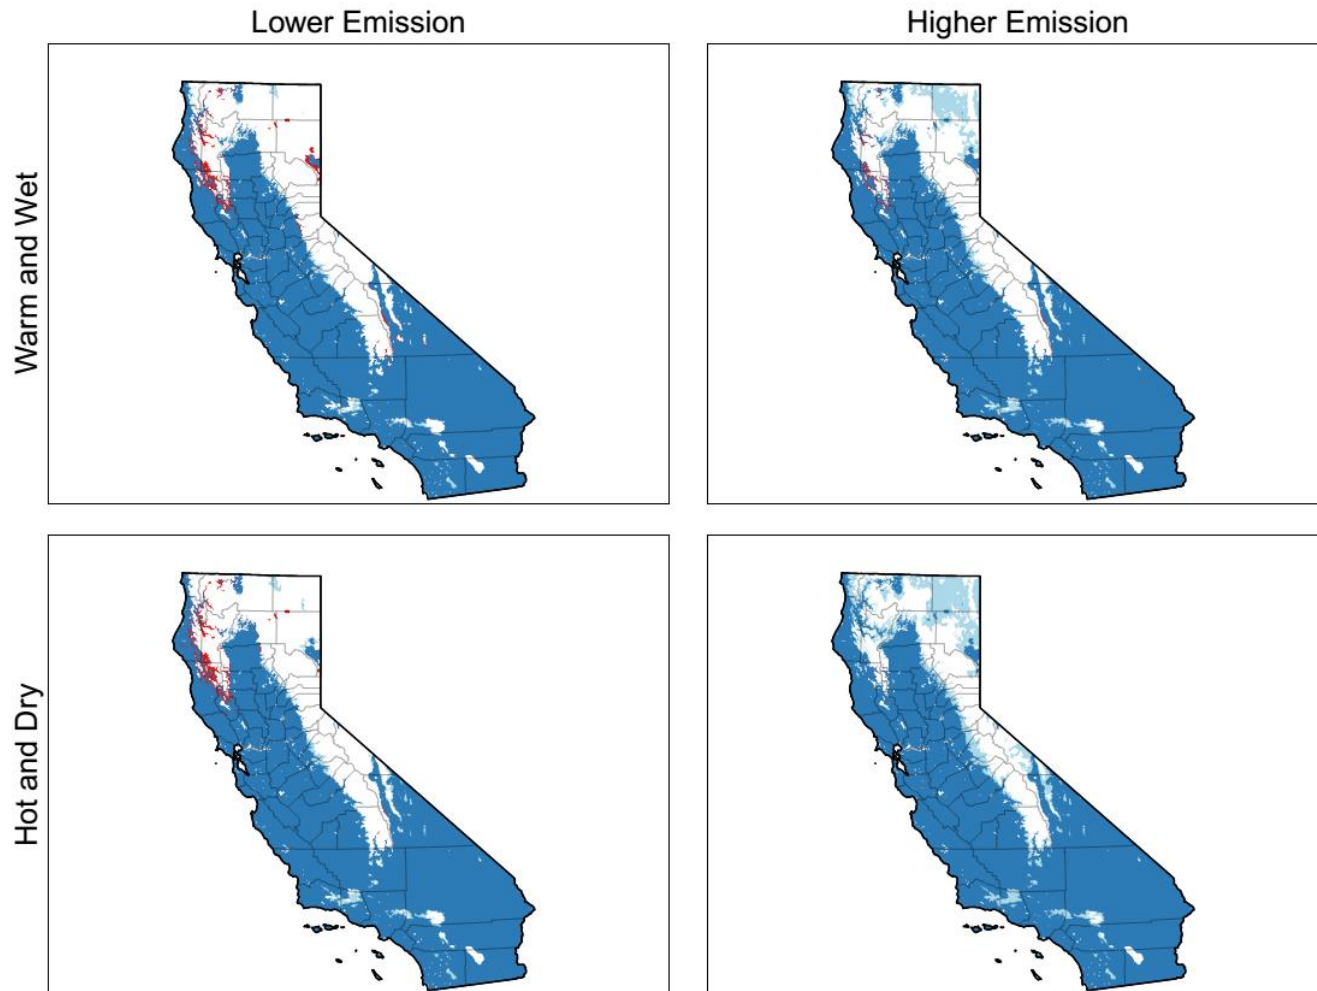 Lower Emission
Higher Emission
Warm and Wet
Hot and Dry